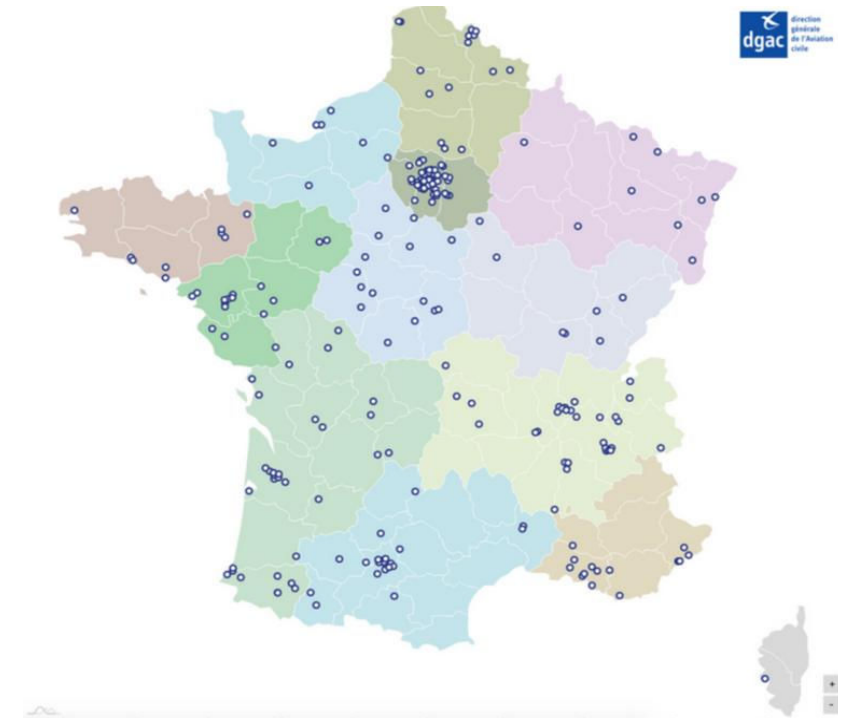 dgac
direction
générale
de l'Aviation
civile
+
-